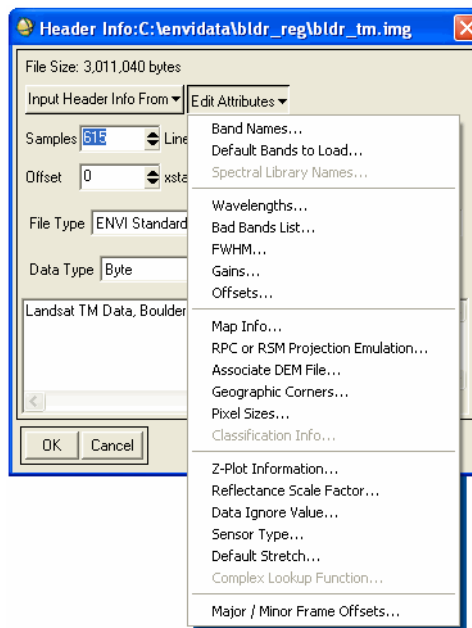 Header Info:C:\envidata\bldr_reg\bldr_tm.img
File Size: 3,011,040 bytes
Input Header Info From Edit Attributes
Samples 615
Offset 0 xsta
File Type ENVI Standard
Data Type Byte
Landsat TM Data, Boulder
OK Cancel
Band Names...
Default Bands to Load...
Spectral Library Names...
Wavelengths...
Bad Bands List...
FWHM...
Gains...
Offsets...
Map Info...
RPC or RSM Projection Emulation...
Associate DEM File...
Geographic Corners...
Pixel Sizes...
Classification Info...
Z-Plot Information...
Reflectance Scale Factor...
Data Ignore Value...
Sensor Type...
Default Stretch...
Complex Lookup Function...
Major / Minor Frame Offsets...